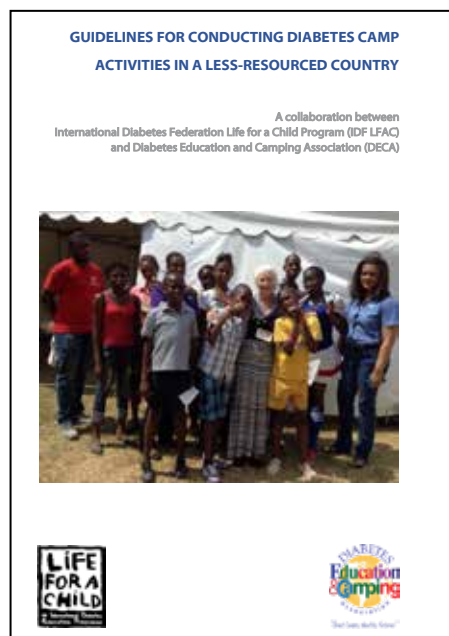 GUIDELINES FOR CONDUCTING DIABETES CAMP
ACTIVITIES IN A LESS-RESOURCED COUNTRY
A collaboration between
International Diabetes Federation Life for a Child Program (IDF LFAC)
and Diabetes Education and Camping Association (DECA)
LiFE
FOR A
CHiLD
DIABETES
Education
& Camping
ASSOCIATION